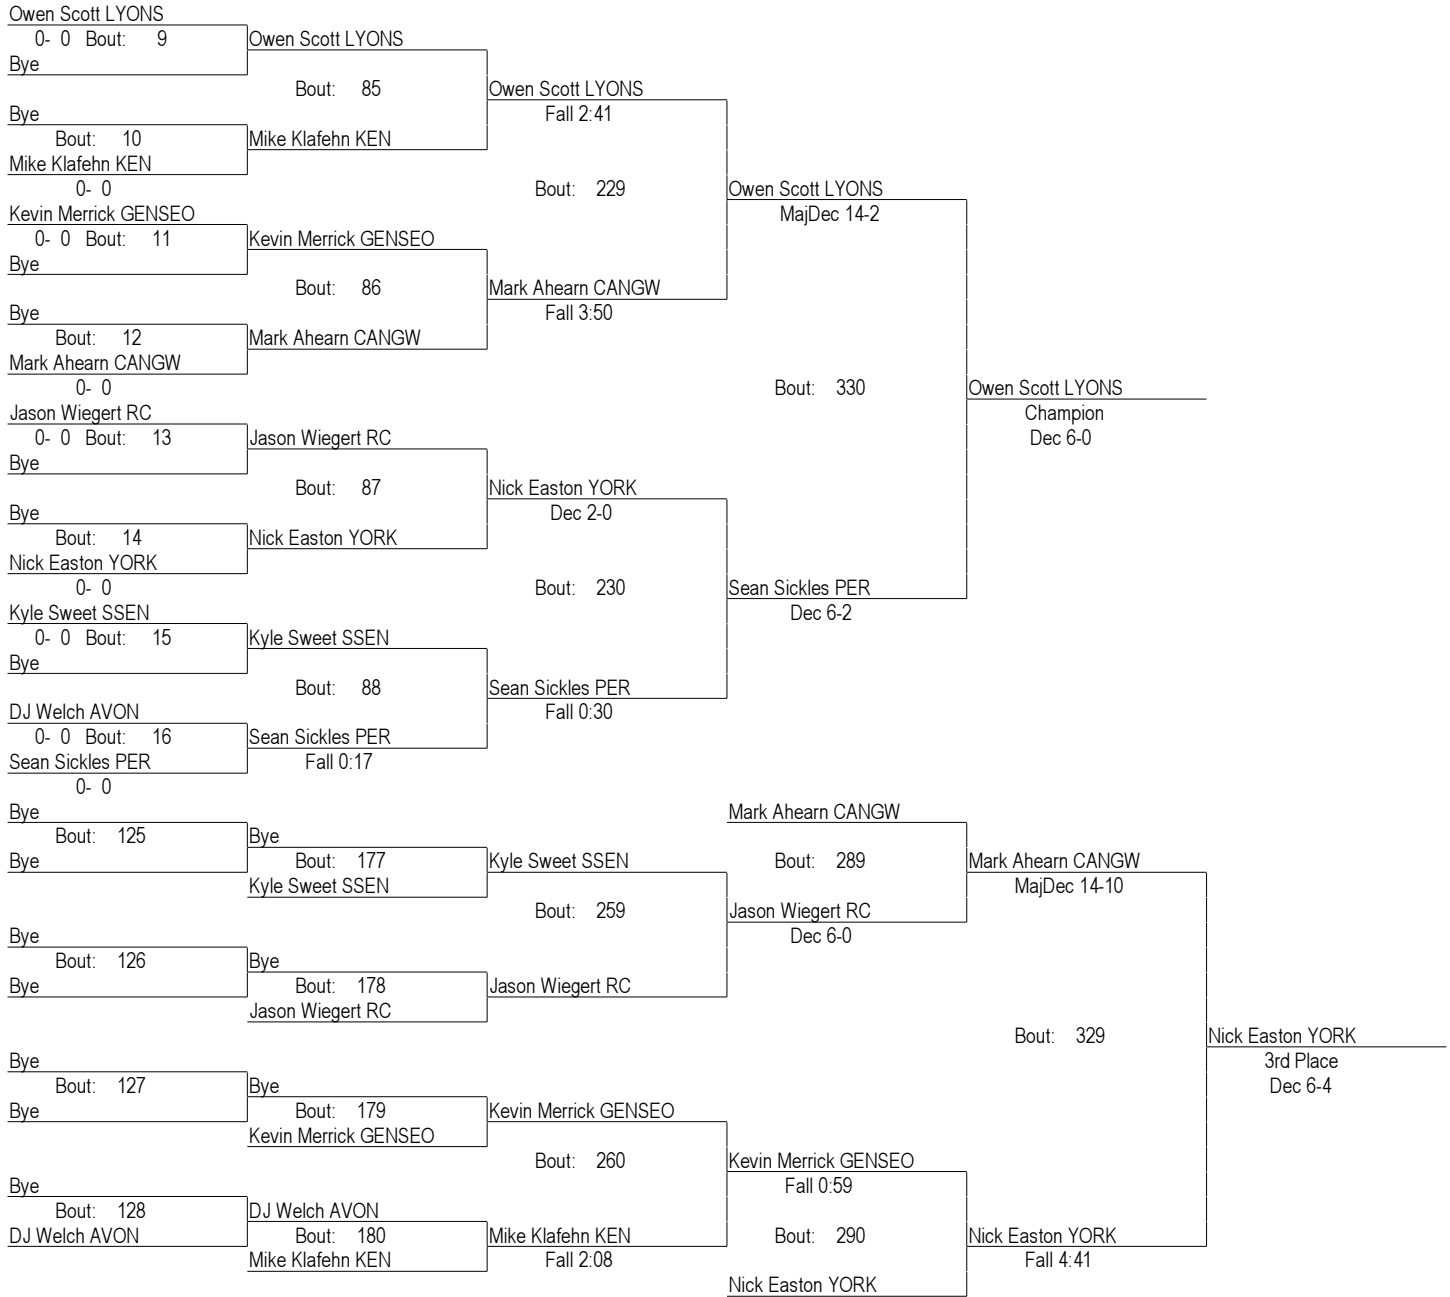 Owen Scott LYONS
0- 0 Bout: 9 Owen Scott LYONS
Bye
Bout: 85 Owen Scott LYONS
Bye Fall 2:41
Bout: 10 Mike Klafehn KEN
Mike Klafehn KEN
0- 0 Bout: 229 Owen Scott LYONS
Kevin Merrick GENSEO MajDec 14-2
0- 0 Bout: 11 Kevin Merrick GENSEO
Bye
Bout: 86 Mark Ahearn CANGW
Bye Fall 3:50
Bout: 12 Mark Ahearn CANGW
Mark Ahearn CANGW
0- 0 Bout: 330 Owen Scott LYONS
Jason Wiegert RC Champion
0- 0 Bout: 13 Jason Wiegert RC Dec 6-0
Bye
Bout: 87 Nick Easton YORK
Bye Dec 2-0
Bout: 14 Nick Easton YORK
Nick Easton YORK
0- 0 Bout: 230 Sean Sickles PER
Kyle Sweet SSEN Dec 6-2
0- 0 Bout: 15 Kyle Sweet SSEN
Bye
Bout: 88 Sean Sickles PER
DJ Welch AVON Fall 0:30
0- 0 Bout: 16 Sean Sickles PER
Sean Sickles PER Fall 0:17
0- 0
Bye Mark Ahearn CANGW
Bout: 125 Bye
Bye Bout: 177 Kyle Sweet SSEN Bout: 289 Mark Ahearn CANGW
Kyle Sweet SSEN MajDec 14-10
Bout: 259 Jason Wiegert RC
Bye Dec 6-0
Bout: 126 Bye
Bye Bout: 178 Jason Wiegert RC
Jason Wiegert RC
Bout: 329 Nick Easton YORK
Bye 3rd Place
Bout: 127 Bye Dec 6-4
Bye Bout: 179 Kevin Merrick GENSEO
Kevin Merrick GENSEO
Bout: 260 Kevin Merrick GENSEO
Bye Fall 0:59
Bout: 128 DJ Welch AVON
DJ Welch AVON Bout: 180 Mike Klafehn KEN Bout: 290 Nick Easton YORK
Mike Klafehn KEN Fall 2:08 Fall 4:41
Nick Easton YORK